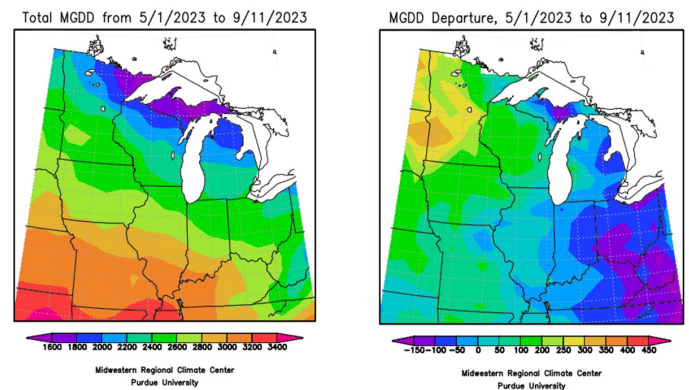 Total MGDD from 5/1/2023 to 9/11/2023
1600 1800 2000 2200 2400 2600 2800 3000 3200 3400
Midwestern Regional Climate Center
Purdue University
MGDD Departure, 5/1/2023 to 9/11/2023
-150 -100 -50 0 50 100 200 250 300 350 400 450
Midwestern Regional Climate Center
Purdue University